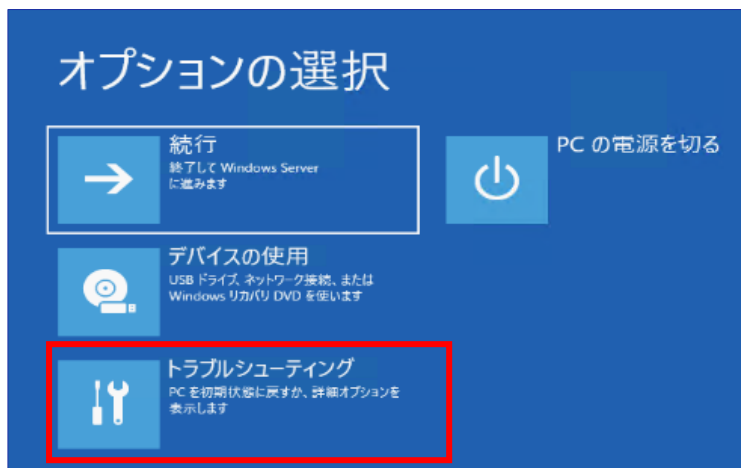 オプションの選択
続行
終了して Windows Server
に進みます
PC の電源を切る
デバイスの使用
USB ドライブ、ネットワーク接続、または
Windows リカバリ DVD を使います
トラブルシューティング
PC を初期状態に戻すか、詳細オプションを
表示します